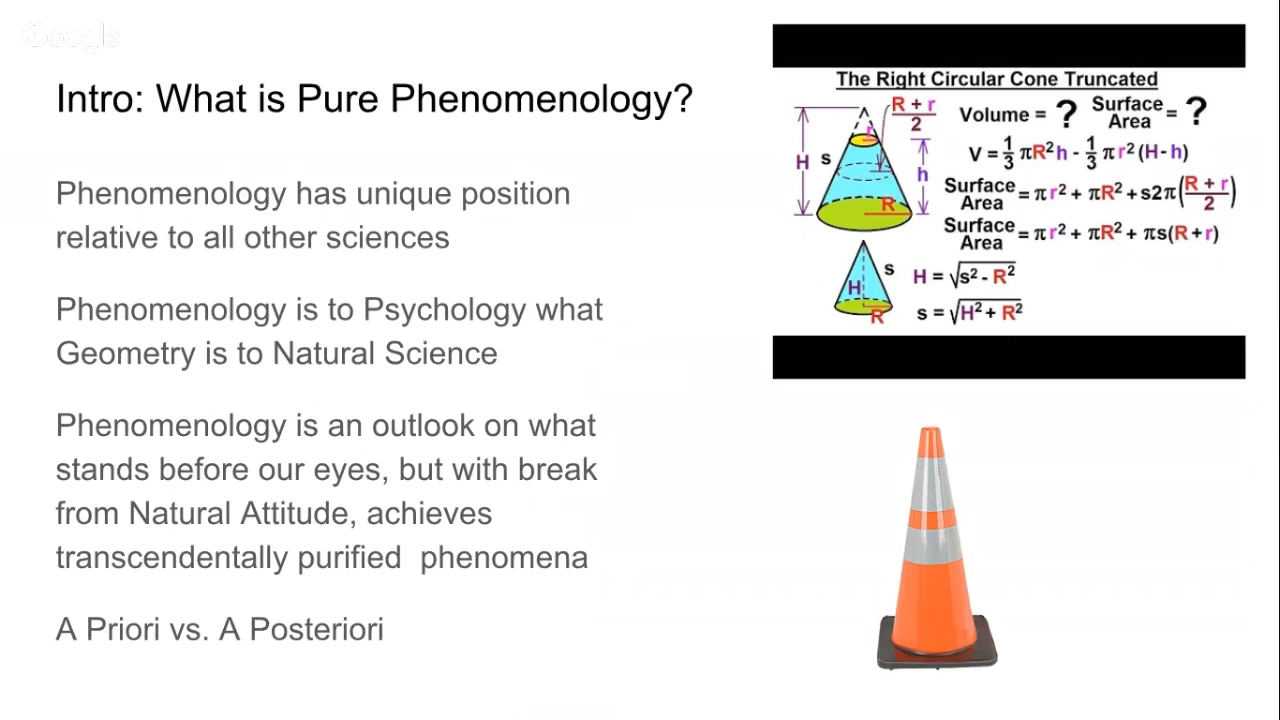 Google
Intro: What is Pure Phenomenology?
Phenomenology has unique position
relative to all other sciences
Phenomenology is to Psychology what
Geometry is to Natural Science
Phenomenology is an outlook on what
stands before our eyes, but with break
from Natural Attitude, achieves
transcendentally purified  phenomena
A Priori vs. A Posteriori
The Right Circular Cone Truncated
R + r
2
Volume = ? Surface Area = ?
r
H
s
h
R
V = 1/3 πR²h - 1/3 πr²(H-h)
Surface Area = πr² + πR² + s2π(R + r/2)
Surface Area = πr² + πR² + πs(R+r)
s
H
R
H = √s² - R²
s = √H² + R²